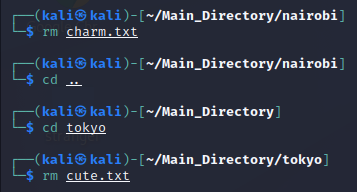 ┌──(kali㉿kali)-[~/Main_Directory/nairobi]
└─$ rm charm.txt
┌──(kali㉿kali)-[~/Main_Directory/nairobi]
└─$ cd ..
┌──(kali㉿kali)-[~/Main_Directory]
└─$ cd tokyo
┌──(kali㉿kali)-[~/Main_Directory/tokyo]
└─$ rm cute.txt